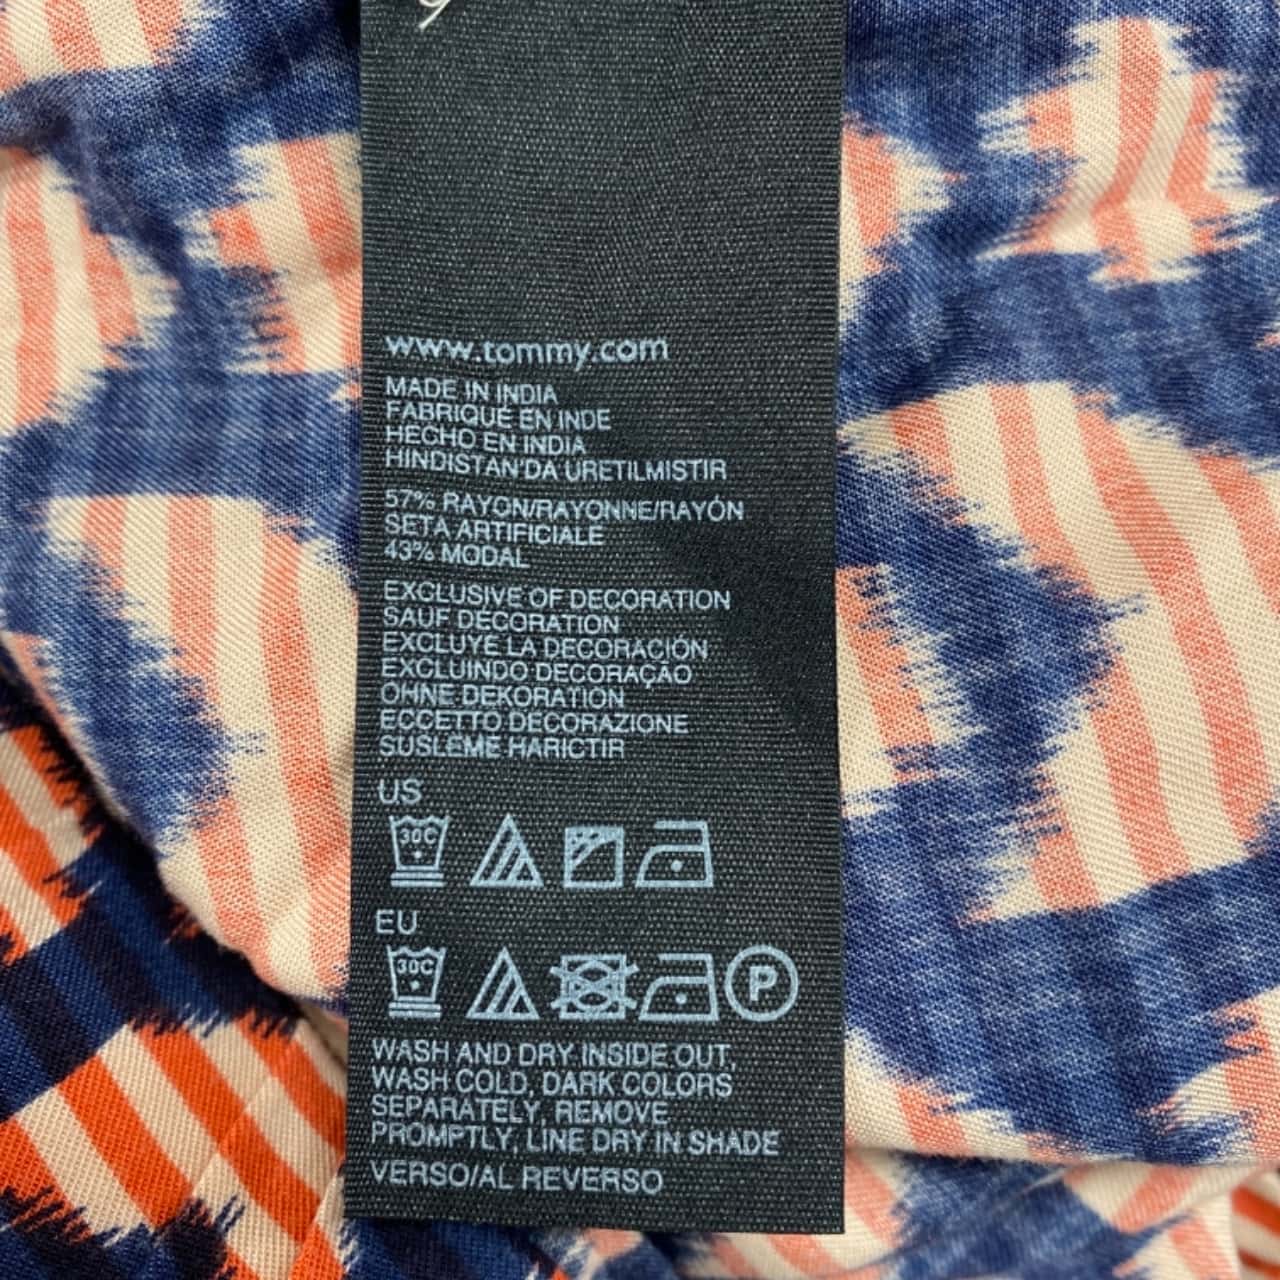 www.tommy.com
MADE IN INDIA
FABRIQUÉ EN INDE
HECHO EN INDIA
HINDISTAN'DA URETILMISTIR
57% RAYON/RAYONNE/RAYÓN
SETA ARTIFICIALE
43% MODAL
EXCLUSIVE OF DECORATION
SAUF DÉCORATION
EXCLUYE LA DECORACIÓN
EXCLUINDO DECORAÇÃO
OHNE DEKORATION
ECCETTO DECORAZIONE
SUSLEME HARICTIR
US
30C
EU
30C P
WASH AND DRY INSIDE OUT,
WASH COLD, DARK COLORS
SEPARATELY, REMOVE
PROMPTLY, LINE DRY IN SHADE
VERSO/AL REVERSO